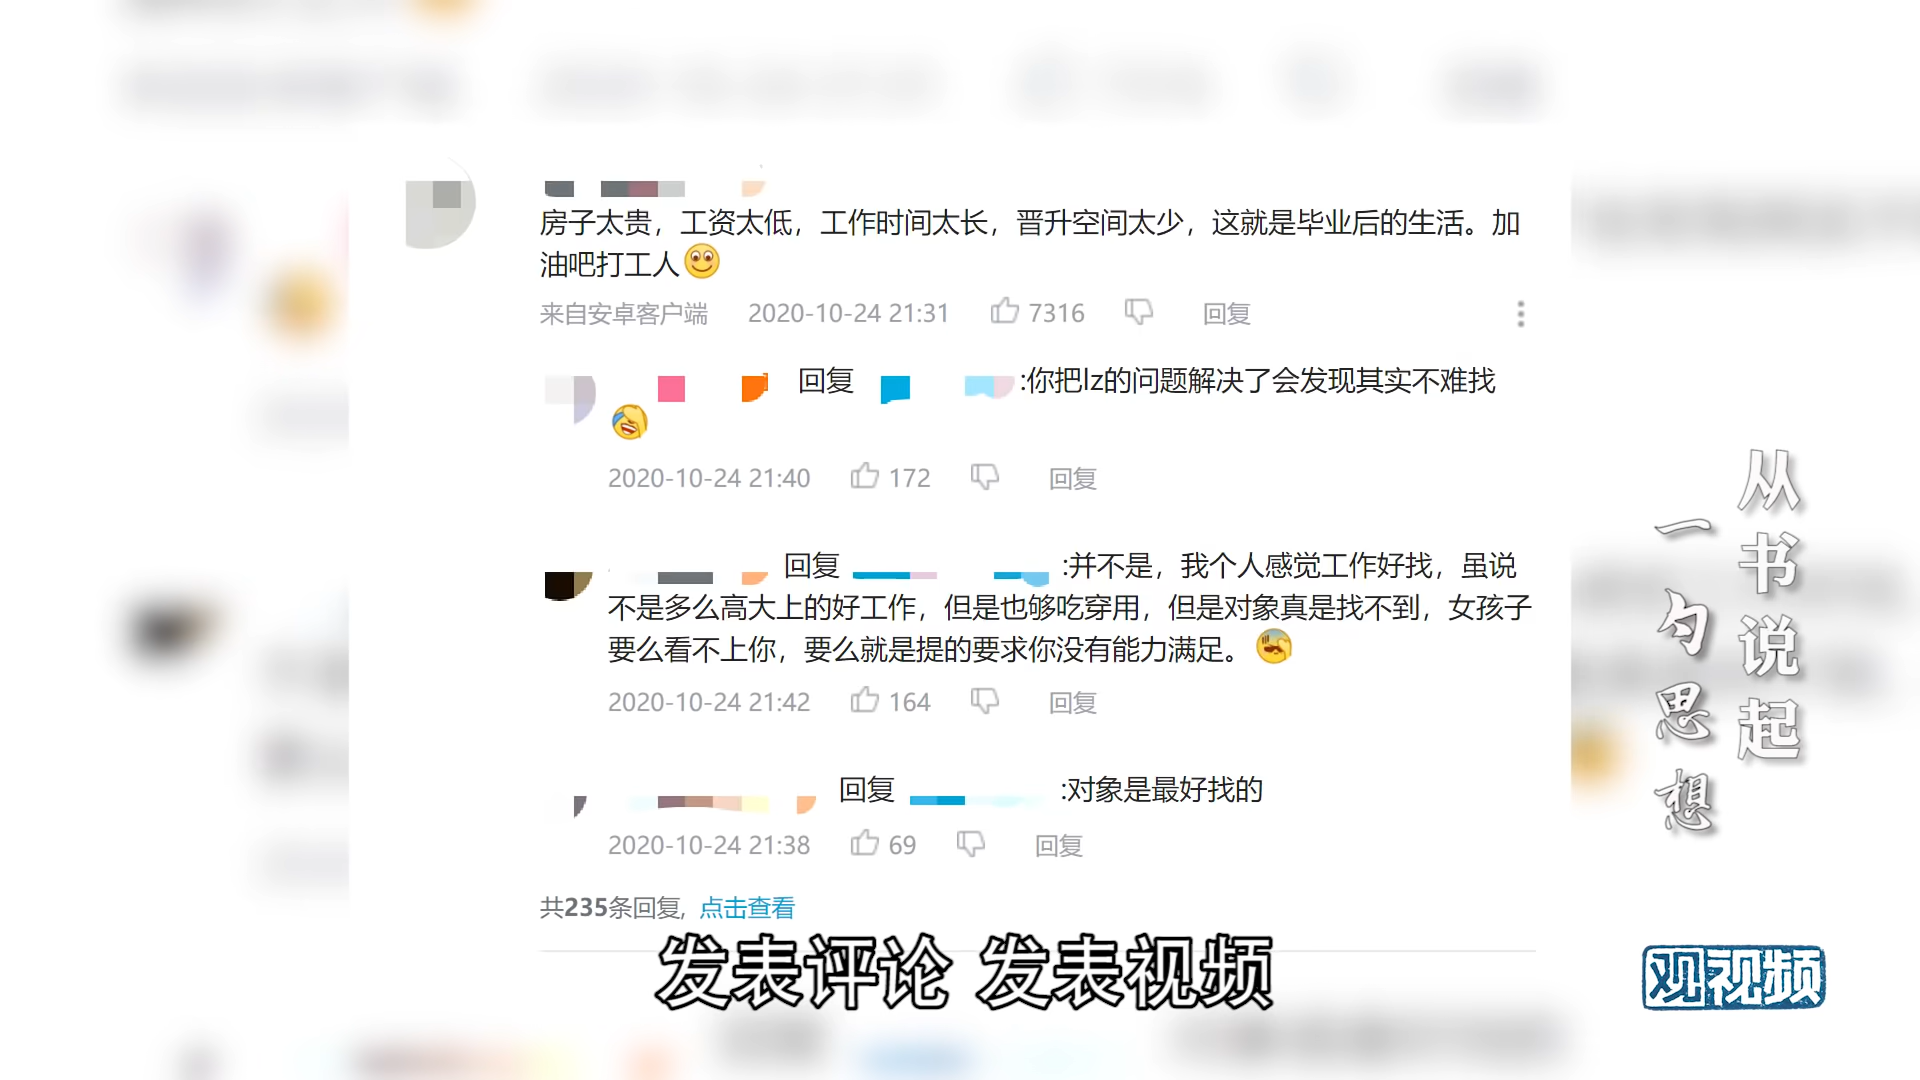 房子太贵，工资太低，工作时间太长，晋升空间太少，这就是毕业后的生活。加
油吧打工人
来自安卓客户端 2020-10-24 21:31 7316 回复
回复 :你把lz的问题解决了会发现其实不难找
2020-10-24 21:40 172 回复
回复 :并不是，我个人感觉工作好找，虽说
不是多么高大上的好工作，但是也够吃穿用，但是对象真是找不到，女孩子
要么看不上你，要么就是提的要求你没有能力满足。
2020-10-24 21:42 164 回复
回复 :对象是最好找的
2020-10-24 21:38 69 回复
共235条回复, 点击查看
发表评论 发表视频
从书说起
一勺思想
观视频